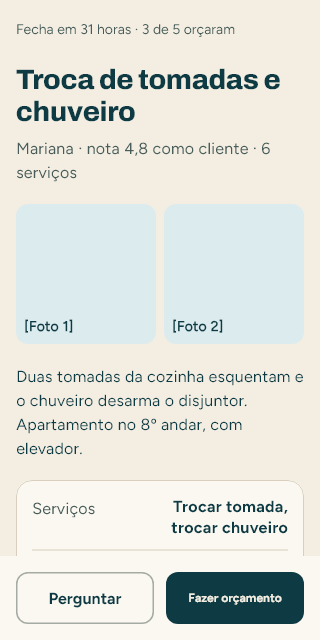 Fecha em 31 horas · 3 de 5 orçaram
Troca de tomadas e
chuveiro
Mariana · nota 4,8 como cliente · 6
serviços
[Foto 1]
[Foto 2]
Duas tomadas da cozinha esquentam e
o chuveiro desarma o disjuntor.
Apartamento no 8º andar, com
elevador.
Serviços
Trocar tomada,
trocar chuveiro
Perguntar
Fazer orçamento